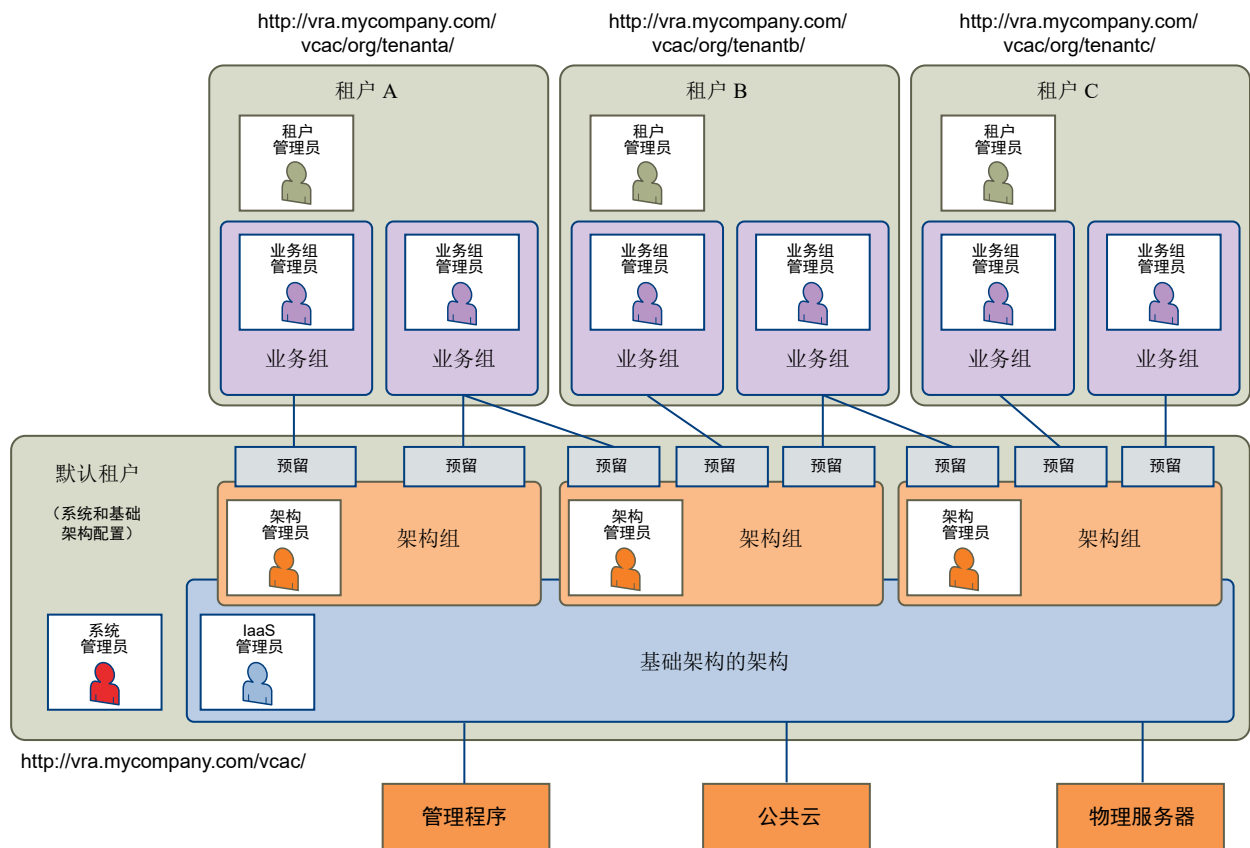 http://vra.mycompany.com/
vcac/org/tenanta/
http://vra.mycompany.com/
vcac/org/tenantb/
http://vra.mycompany.com/
vcac/org/tenantc/
租户 A
租户 B
租户 C
租户
管理员
租户
管理员
租户
管理员
业务组
管理员
业务组
管理员
业务组
管理员
业务组
管理员
业务组
管理员
业务组
管理员
业务组
业务组
业务组
业务组
业务组
业务组
预留
预留
预留
预留
预留
预留
预留
预留
默认租户
（系统和基础
架构配置）
架构
管理员
架构组
架构
管理员
架构组
架构
管理员
架构组
系统
管理员
IaaS
管理员
基础架构的架构
http://vra.mycompany.com/vcac/
管理程序
公共云
物理服务器